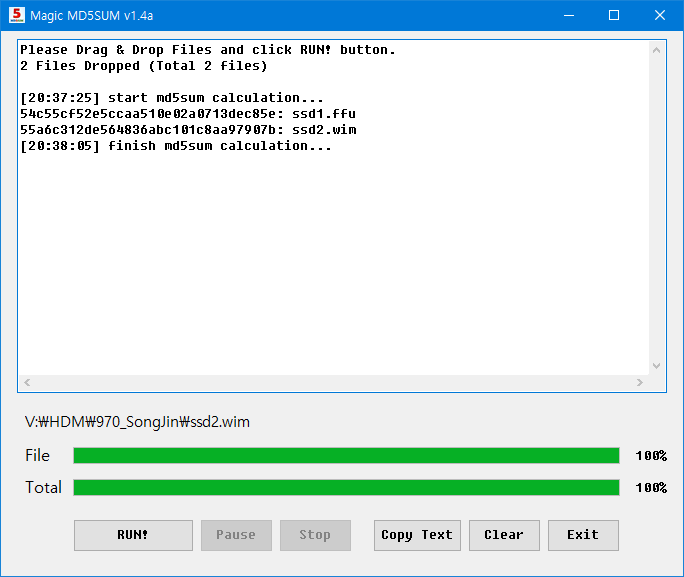 5
Magic MD5SUM v1.4a
Please Drag & Drop Files and click RUN! button.
2 Files Dropped (Total 2 files)
[20:37:25] start md5sum calculation...
54c55cf52e5ccaa510e02a0713dec85e: ssd1.ffu
55a6c312de564836abc101c8aa97907b: ssd2.wim
[20:38:05] finish md5sum calculation...
V:₩HDM₩970_SongJin₩ssd2.wim
File 100%
Total 100%
RUN! Pause Stop Copy Text Clear Exit